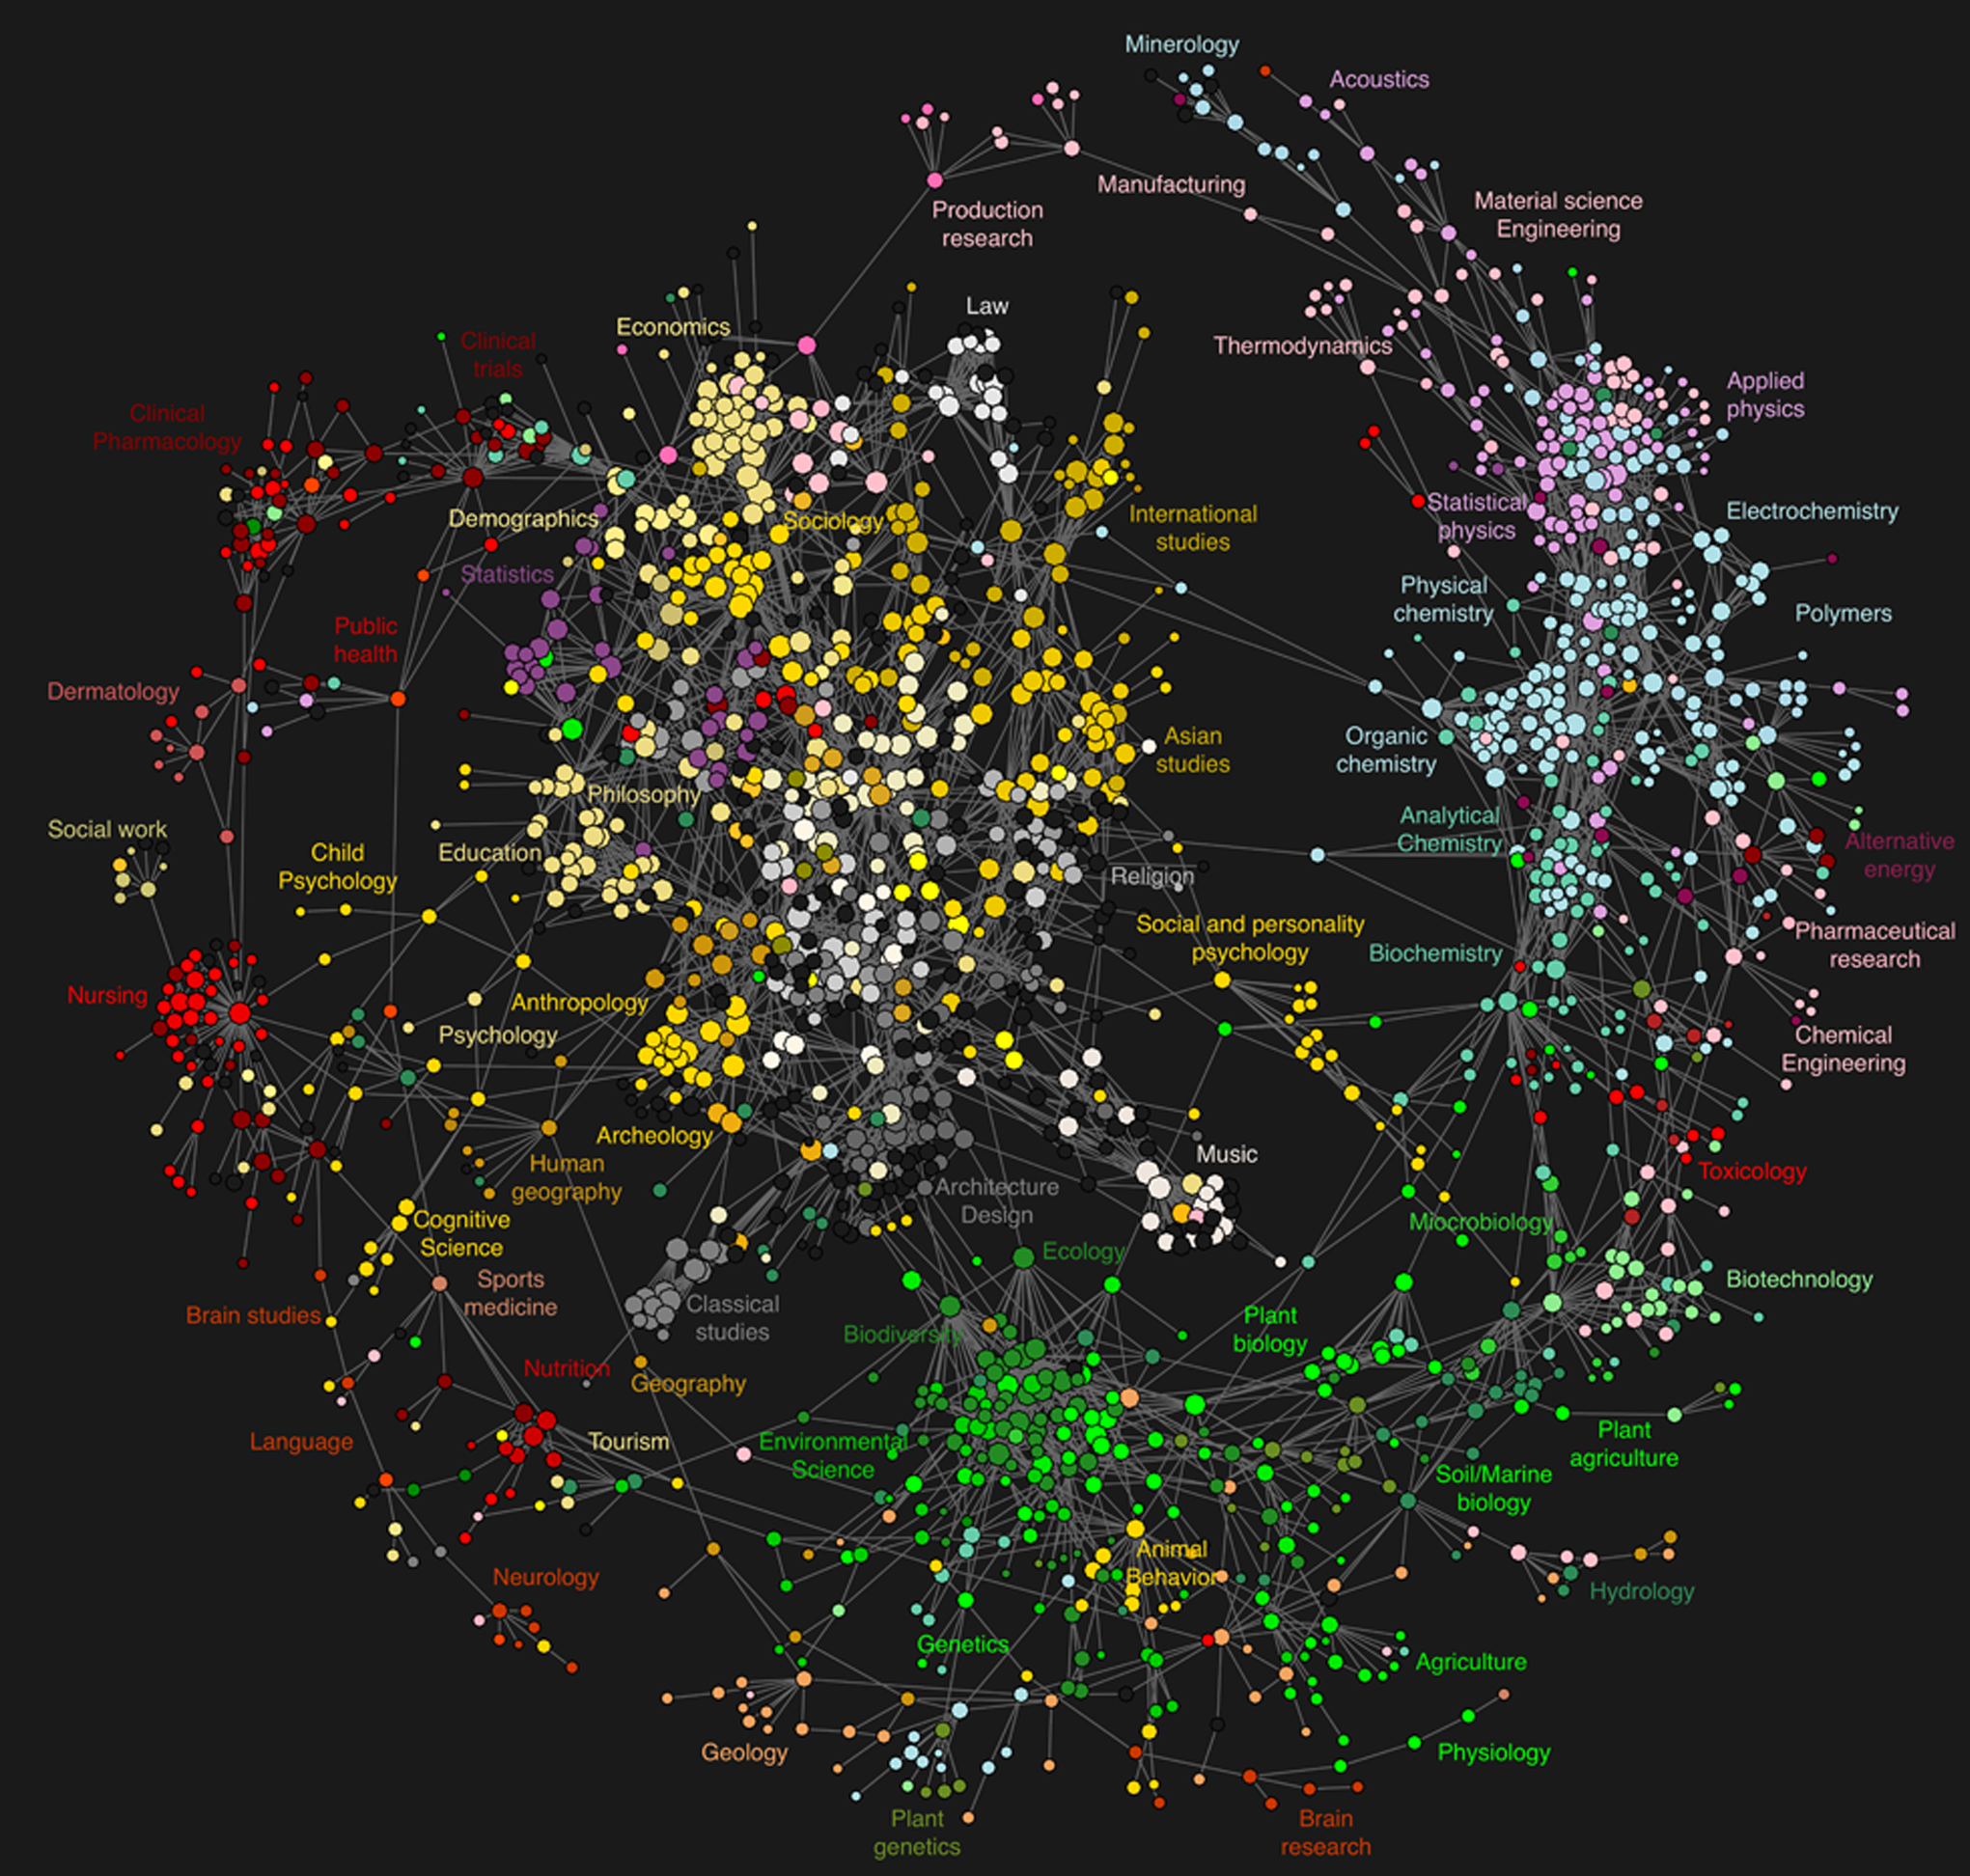 Minerology
Acoustics
Manufacturing
Material science
Engineering
Production
research
Law
Economics
Clinical
trials
Thermodynamics
Applied
physics
Clinical
Pharmacology
Demographics
Sociology
International
studies
Statistical
physics
Electrochemistry
Statistics
Physical
chemistry
Polymers
Public
health
Dermatology
Asian
studies
Organic
chemistry
Philosophy
Social work
Child
Psychology
Education
Religion
Analytical
Chemistry
Alternative
energy
Social and personality
psychology
Biochemistry
Pharmaceutical
research
Nursing
Anthropology
Psychology
Chemical
Engineering
Archeology
Human
geography
Music
Toxicology
Architecture
Design
Cognitive
Science
Miocrobiology
Ecology
Biotechnology
Sports
medicine
Brain studies
Classical
studies
Biodiversity
Plant
biology
Nutrition
Geography
Language
Tourism
Environmental
Science
Plant
agriculture
Soil/Marine
biology
Animal
Behavior
Neurology
Hydrology
Genetics
Agriculture
Geology
Physiology
Plant
genetics
Brain
research